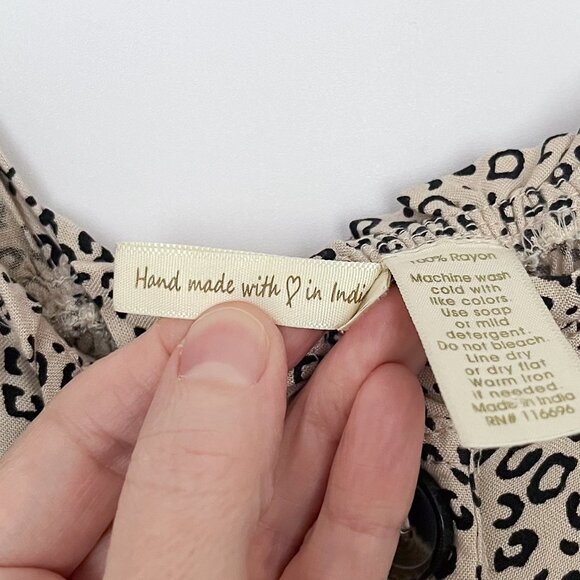 Hand made with ♡ in Indi
100% Rayon
Machine wash
cold with
like colors.
Use soap
or mild
detergent.
Do not bleach.
Line dry
or dry flat
Warm iron
if needed.
Made in India
RN# 116696